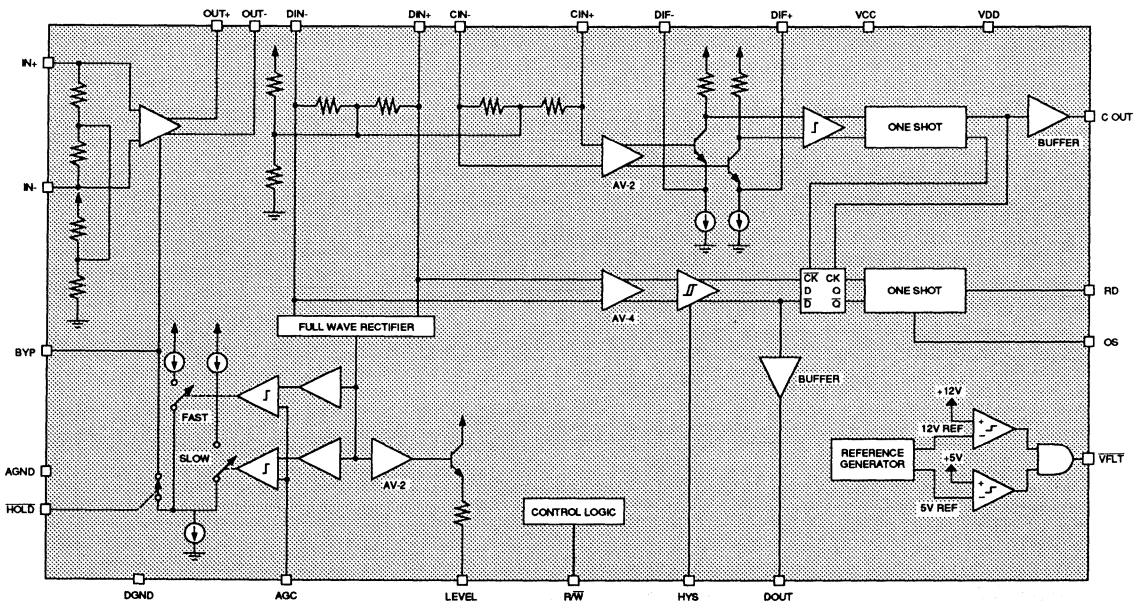 OUT+ OUT- DIN- DIN+ CIN- CIN+ DIF- DIF+ VCC VDD
IN+
IN-
ONE SHOT
C OUT
BUFFER
AV-2
CK CK
D Q
D Q
ONE SHOT
RD
AV-4
OS
FULL WAVE RECTIFIER
BYP
BUFFER
FAST
+12V
12V REF
REFERENCE
GENERATOR
+5V
5V REF
VFLT
SLOW
AGND
AV-2
HOLD
CONTROL LOGIC
DGND AGC LEVEL R/W HYS DOUT